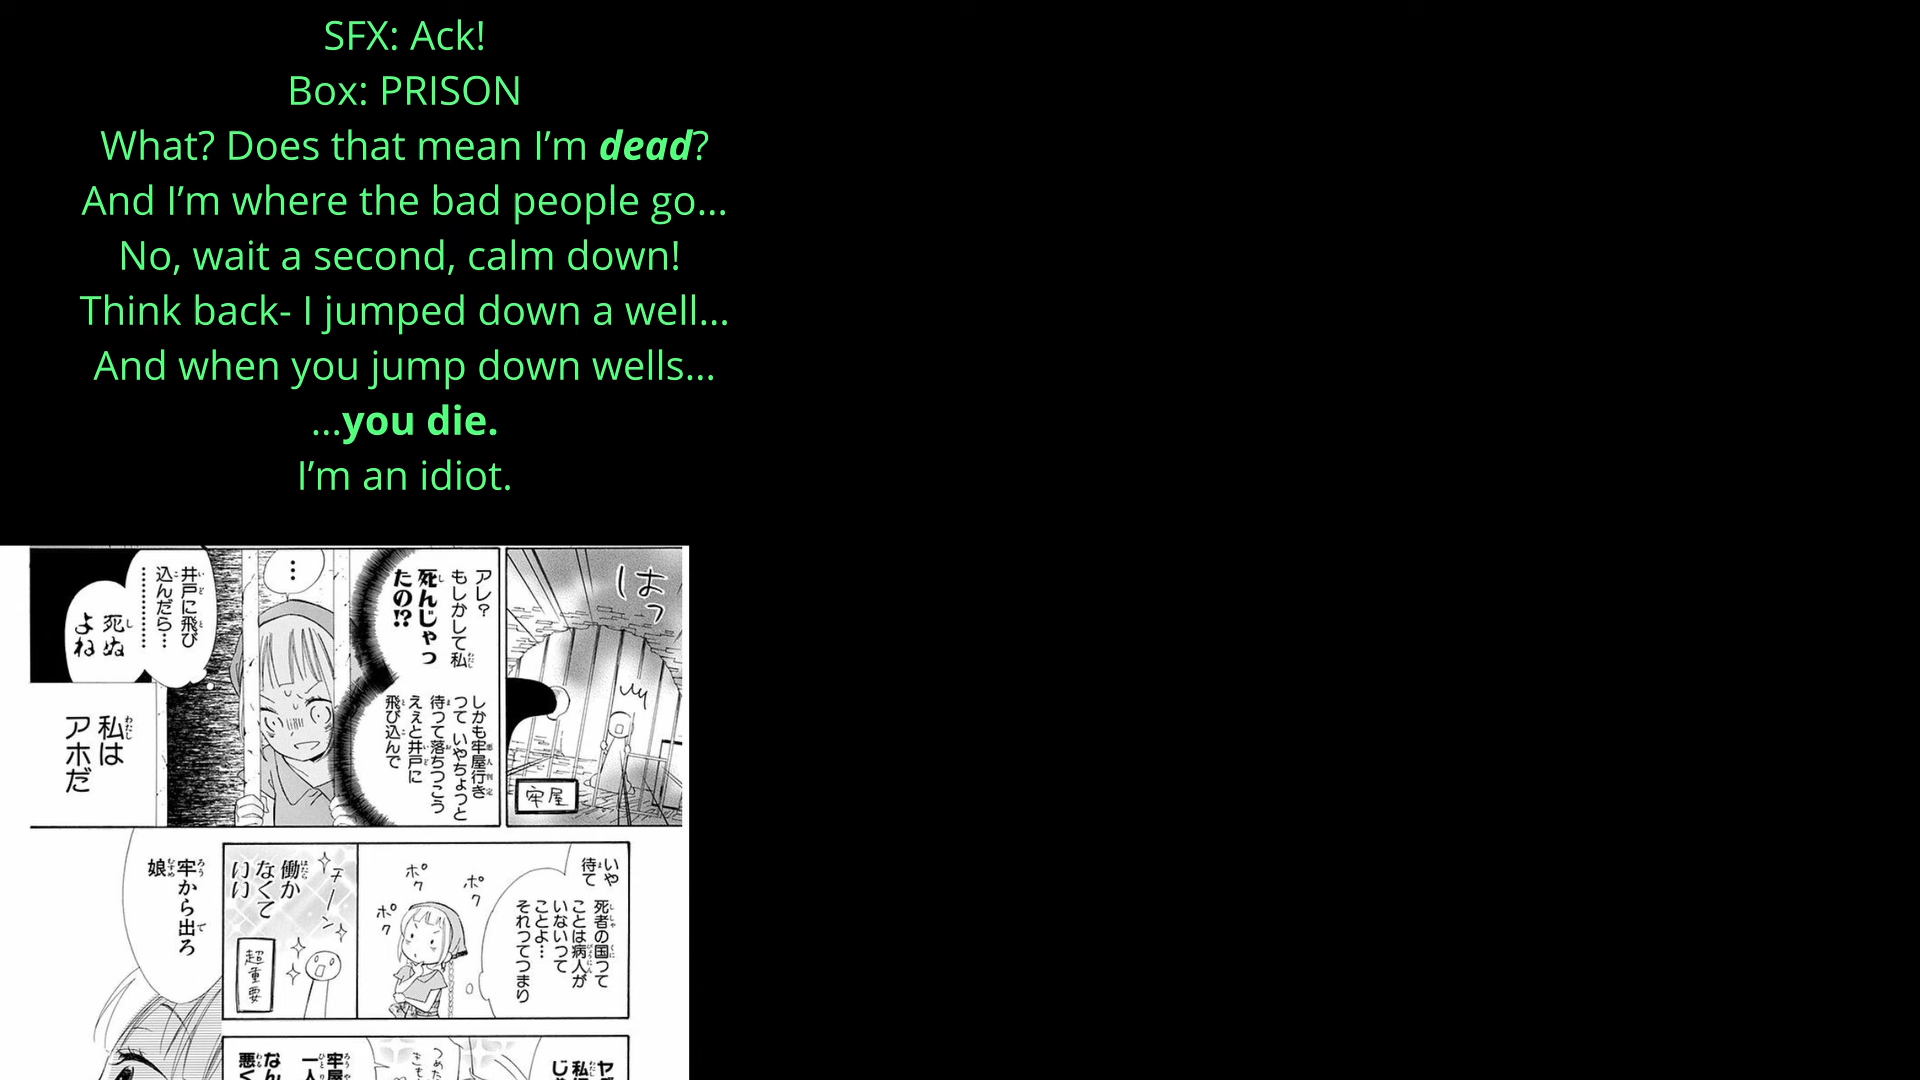 SFX: Ack!
Box: PRISON
What? Does that mean I’m dead?
And I’m where the bad people go...
No, wait a second, calm down!
Think back- I jumped down a well...
And when you jump down wells...
...you die.
I’m an idiot.
はっ
牢屋
アレ?
もしかして私
死んじゃっ
たの!?
しかも牢屋行き
って いやちょっと
待って落ちつこう
えぇと井戸に
飛び込んで
…
井戸に飛び
込んだら…
…………
死ぬ
よね
私は
アホだ
いや
待て
死者の国って
ことは病人が
いないって
ことよ…
それってつまり
ポク
ポク
ポク
チーン
働か
なくて
いい
超重要
牢から出ろ
娘